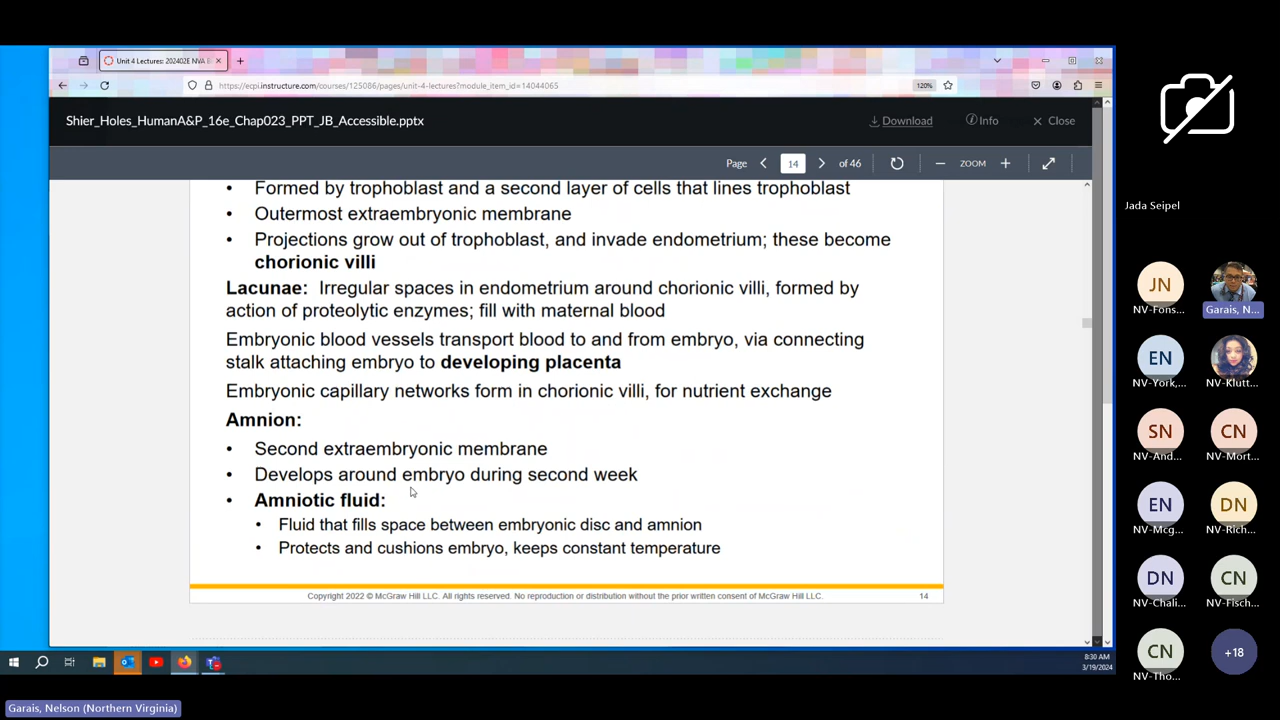 Unit 4 Lectures: 202402E NVA
https://ecpi.instructure.com/courses/125086/pages/unit-4-lectures?module_item_id=14044065
120%
Shier_Holes_HumanA&P_16e_Chap023_PPT_JB_Accessible.pptx
Download
Info
Close
Page
14
of 46
ZOOM
• Formed by trophoblast and a second layer of cells that lines trophoblast
• Outermost extraembryonic membrane
• Projections grow out of trophoblast, and invade endometrium; these become
chorionic villi
Lacunae: Irregular spaces in endometrium around chorionic villi, formed by
action of proteolytic enzymes; fill with maternal blood
Embryonic blood vessels transport blood to and from embryo, via connecting
stalk attaching embryo to developing placenta
Embryonic capillary networks form in chorionic villi, for nutrient exchange
Amnion:
• Second extraembryonic membrane
• Develops around embryo during second week
• Amniotic fluid:
• Fluid that fills space between embryonic disc and amnion
• Protects and cushions embryo, keeps constant temperature
Copyright 2022 © McGraw Hill LLC. All rights reserved. No reproduction or distribution without the prior written consent of McGraw Hill LLC.
14
8:30 AM
3/19/2024
Garais, Nelson (Northern Virginia)
Jada Seipel
JN
NV-Fons...
Garais, N...
EN
NV-York,...
NV-Klutt...
SN
NV-And...
CN
NV-Mort...
EN
NV-Mcg...
DN
NV-Rich...
DN
NV-Chali...
CN
NV-Fisch...
CN
NV-Tho...
+18